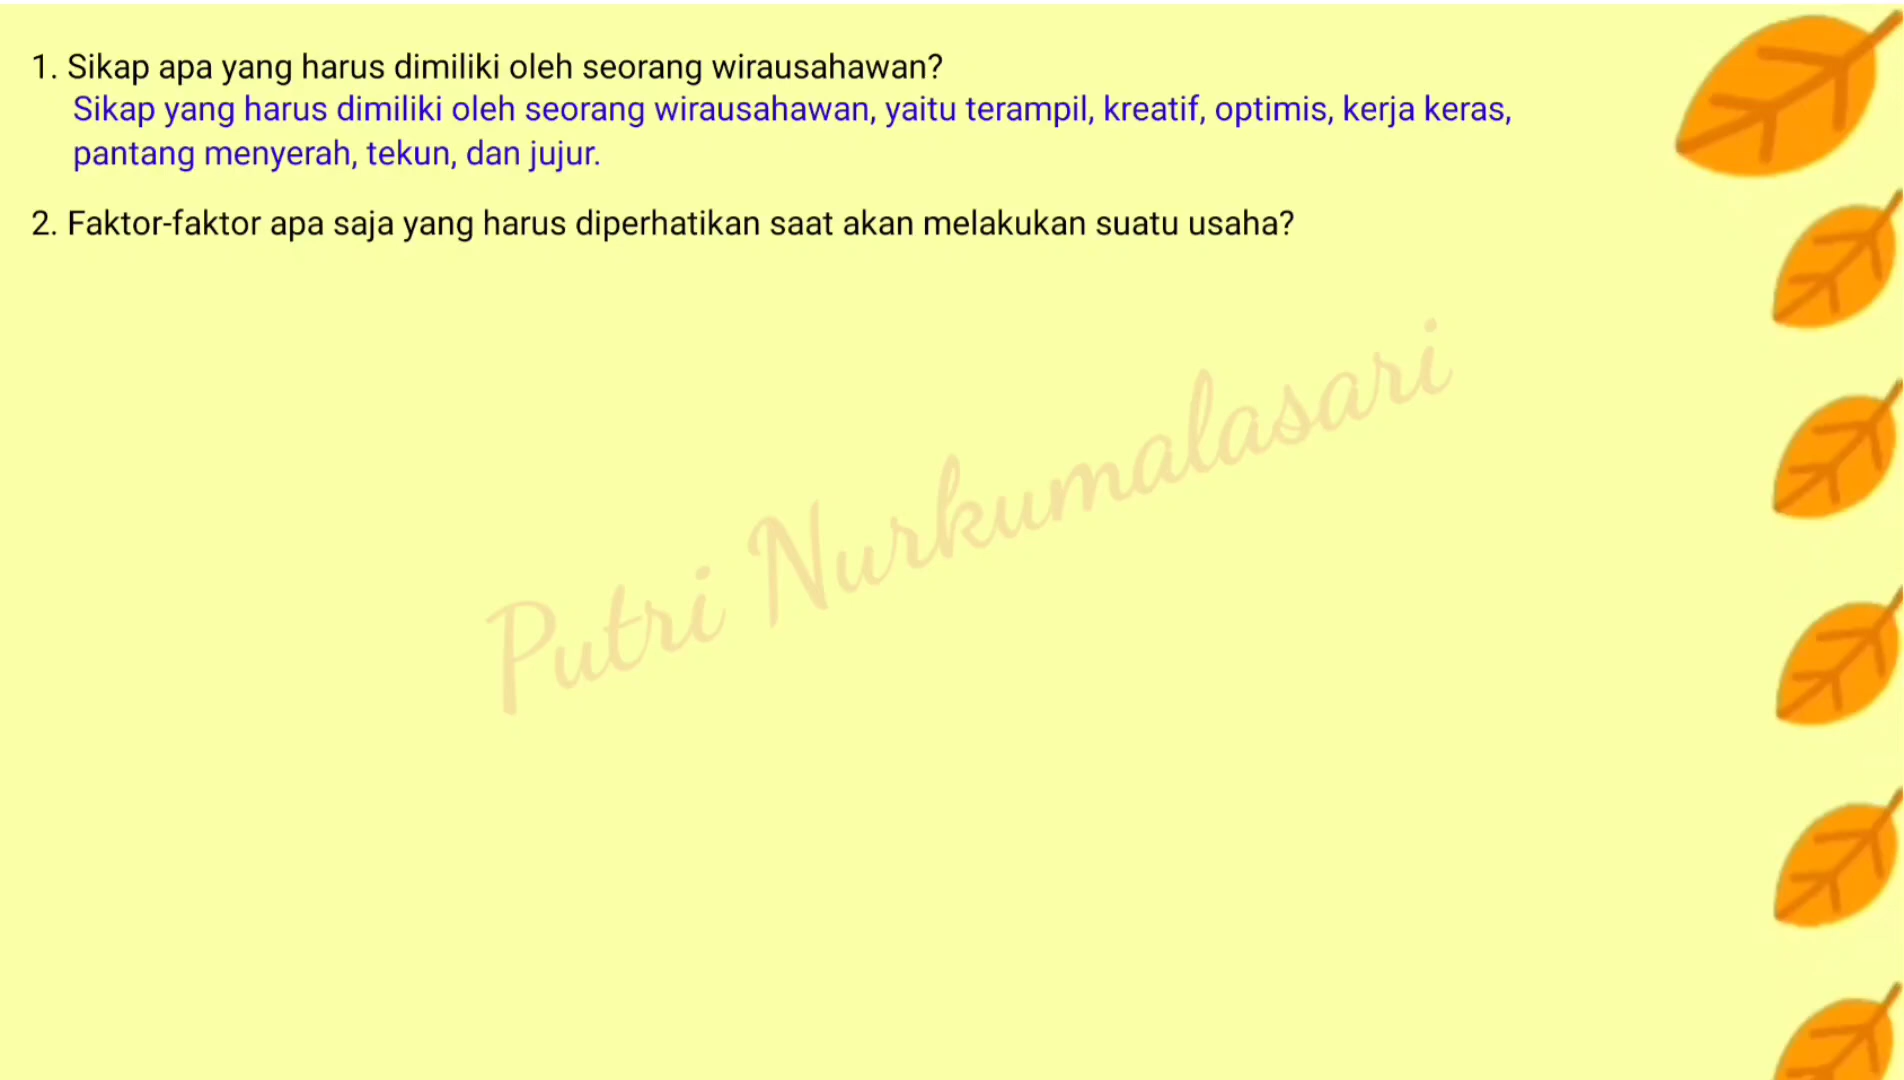 1. Sikap apa yang harus dimiliki oleh seorang wirausahawan?
Sikap yang harus dimiliki oleh seorang wirausahawan, yaitu terampil, kreatif, optimis, kerja keras,
pantang menyerah, tekun, dan jujur.
2. Faktor-faktor apa saja yang harus diperhatikan saat akan melakukan suatu usaha?
Putri Nurkumalasari